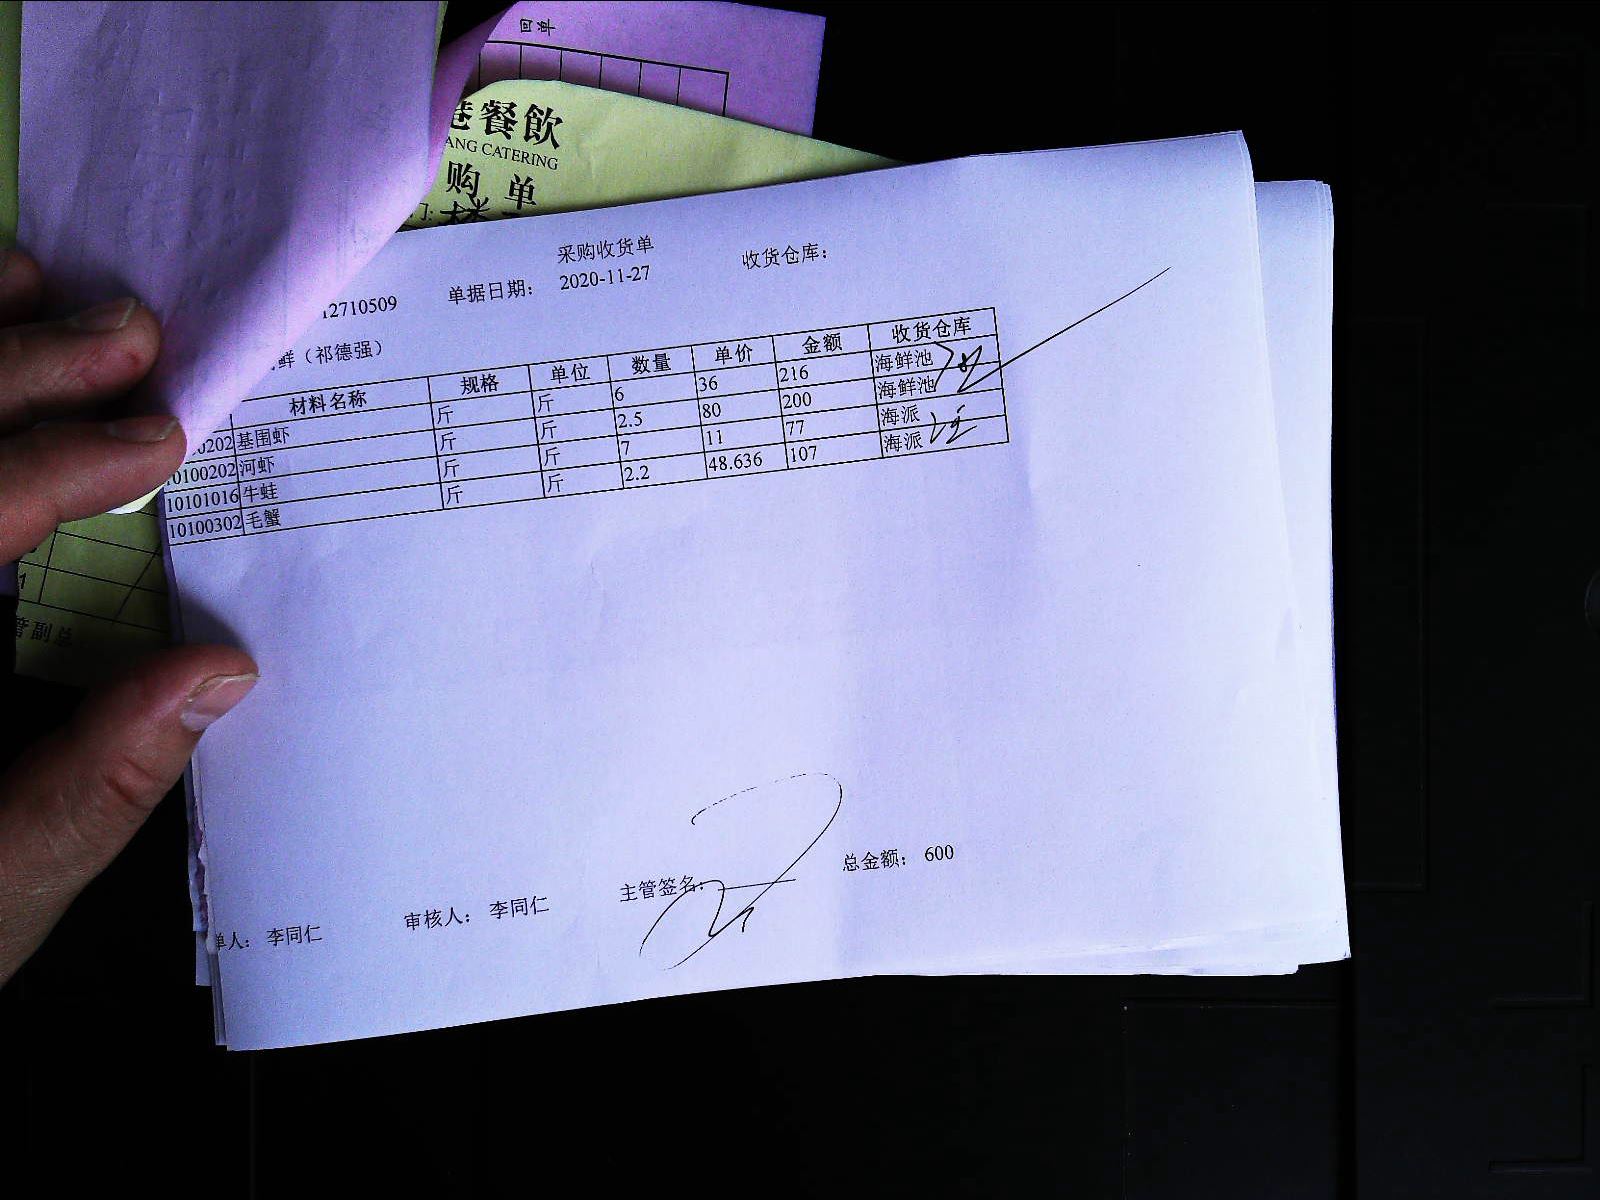 回单
港餐飲
ANG CATERING
购 单
门:
采购收货单
12710509 单据日期： 2020-11-27 收货仓库：
鲜（祁德强）
材料名称 规格 单位 数量 单价 金额 收货仓库
0202 基围虾 斤 斤 6 36 216 海鲜池
10100202 河虾 斤 斤 2.5 80 200 海鲜池
10101016 牛蛙 斤 斤 7 11 77 海派
10100302 毛蟹 斤 斤 2.2 48.636 107 海派
管副总
单人： 李同仁 审核人： 李同仁 主管签名： 总金额： 600